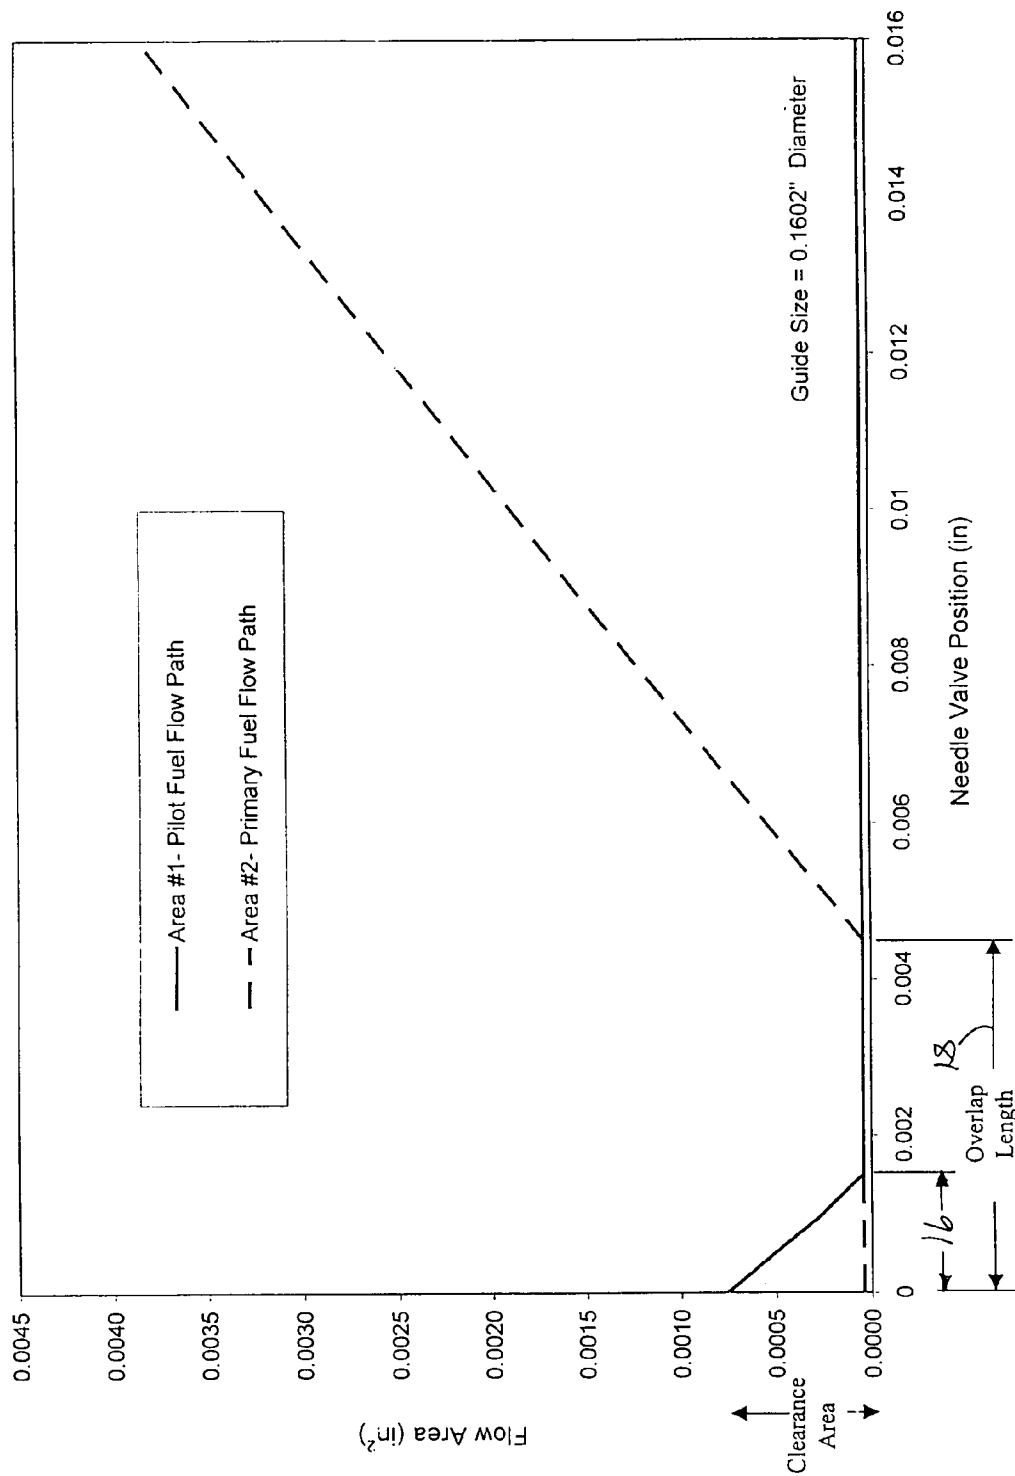 Flow Area (in²)
0.0045
0.0040
0.0035
0.0030
0.0025
0.0020
0.0015
0.0010
0.0005
0.0000
Area #1- Pilot Fuel Flow Path
Area #2- Primary Fuel Flow Path
Guide Size = 0.1602" Diameter
0
0.002
0.004
0.006
0.008
0.01
0.012
0.014
0.016
Needle Valve Position (in)
Clearance
Area
16
18
Overlap
Length